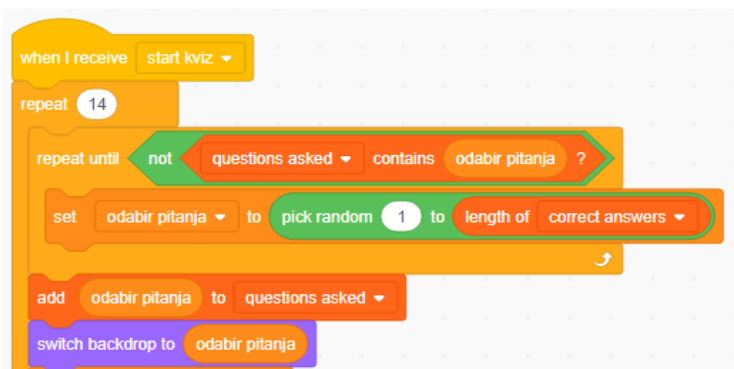 when I receive start kviz
repeat 14
repeat until not questions asked contains odabir pitanja ?
set odabir pitanja to pick random 1 to length of correct answers
add odabir pitanja to questions asked
switch backdrop to odabir pitanja